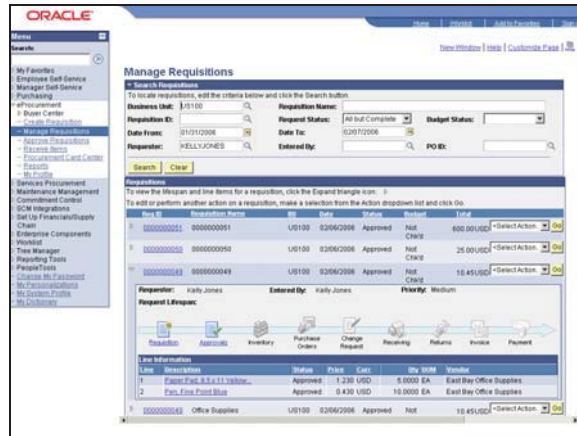 ORACLE
Home | Worklist | Add to Favorites | Sign
Menu
Search:
New Window | Help | Customize Page |
My Favorites
Employee Self-Service
Manager Self-Service
Purchasing
eProcurement
Buyer Center
Create Requisition
Manage Requisitions
Approve Requisitions
Receive Items
Procurement Card Center
Reports
My Profile
Services Procurement
Maintenance Management
Commitment Control
SCM Integrations
Set Up Financials/Supply Chain
Enterprise Components
Worklist
Tree Manager
Reporting Tools
PeopleTools
Change My Password
My Personalizations
My System Profile
My Dictionary
Manage Requisitions
Search Requisitions
To locate requisitions, edit the criteria below and click the Search button.
Business Unit: US100 Requisition Name:
Requisition ID: Request Status: All but Complete Budget Status:
Date From: 01/31/2006 Date To: 02/07/2006
Requester: KELLYJONES Entered By: PO ID:
Search Clear
Requisitions
To view the lifespan and line items for a requisition, click the Expand triangle icon:
To edit or perform another action on a requisition, make a selection from the Action dropdown list and click Go.
Req ID Requisition Name BU Date Status Budget Total
0000000051 0000000051 US100 02/06/2006 Approved Not Chk'd 600.00USD <Select Action. Go
0000000050 0000000050 US100 02/06/2006 Approved Not Chk'd 25.00USD <Select Action. Go
0000000049 0000000049 US100 02/06/2006 Approved Not Chk'd 10.45USD <Select Action. Go
Requester: Kelly Jones Entered By: Kelly Jones Priority: Medium
Request Lifespan:
Requisition Approvals Inventory Purchase Orders Change Request Receiving Returns Invoice Payment
Line Information
Line Description Status Price Curr Qty UOM Vendor
1 Paper Pad, 8.5 x 11 Yellow... Approved 1.230 USD 5.0000 EA East Bay Office Supplies
2 Pen, Fine Point Blue Approved 0.430 USD 10.0000 EA East Bay Office Supplies
Office Supplies US100 02/06/2006 Approved Not 10.45USD <Select Action. Go